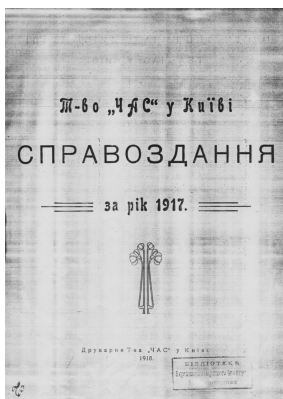 Т-во „ЧАС“ у Київі
СПРАВОЗДАННЯ
за рік 1917.
Друкарня Т-ва „ЧАС“ у Київі
1918.
БІБЛІОТЕКА